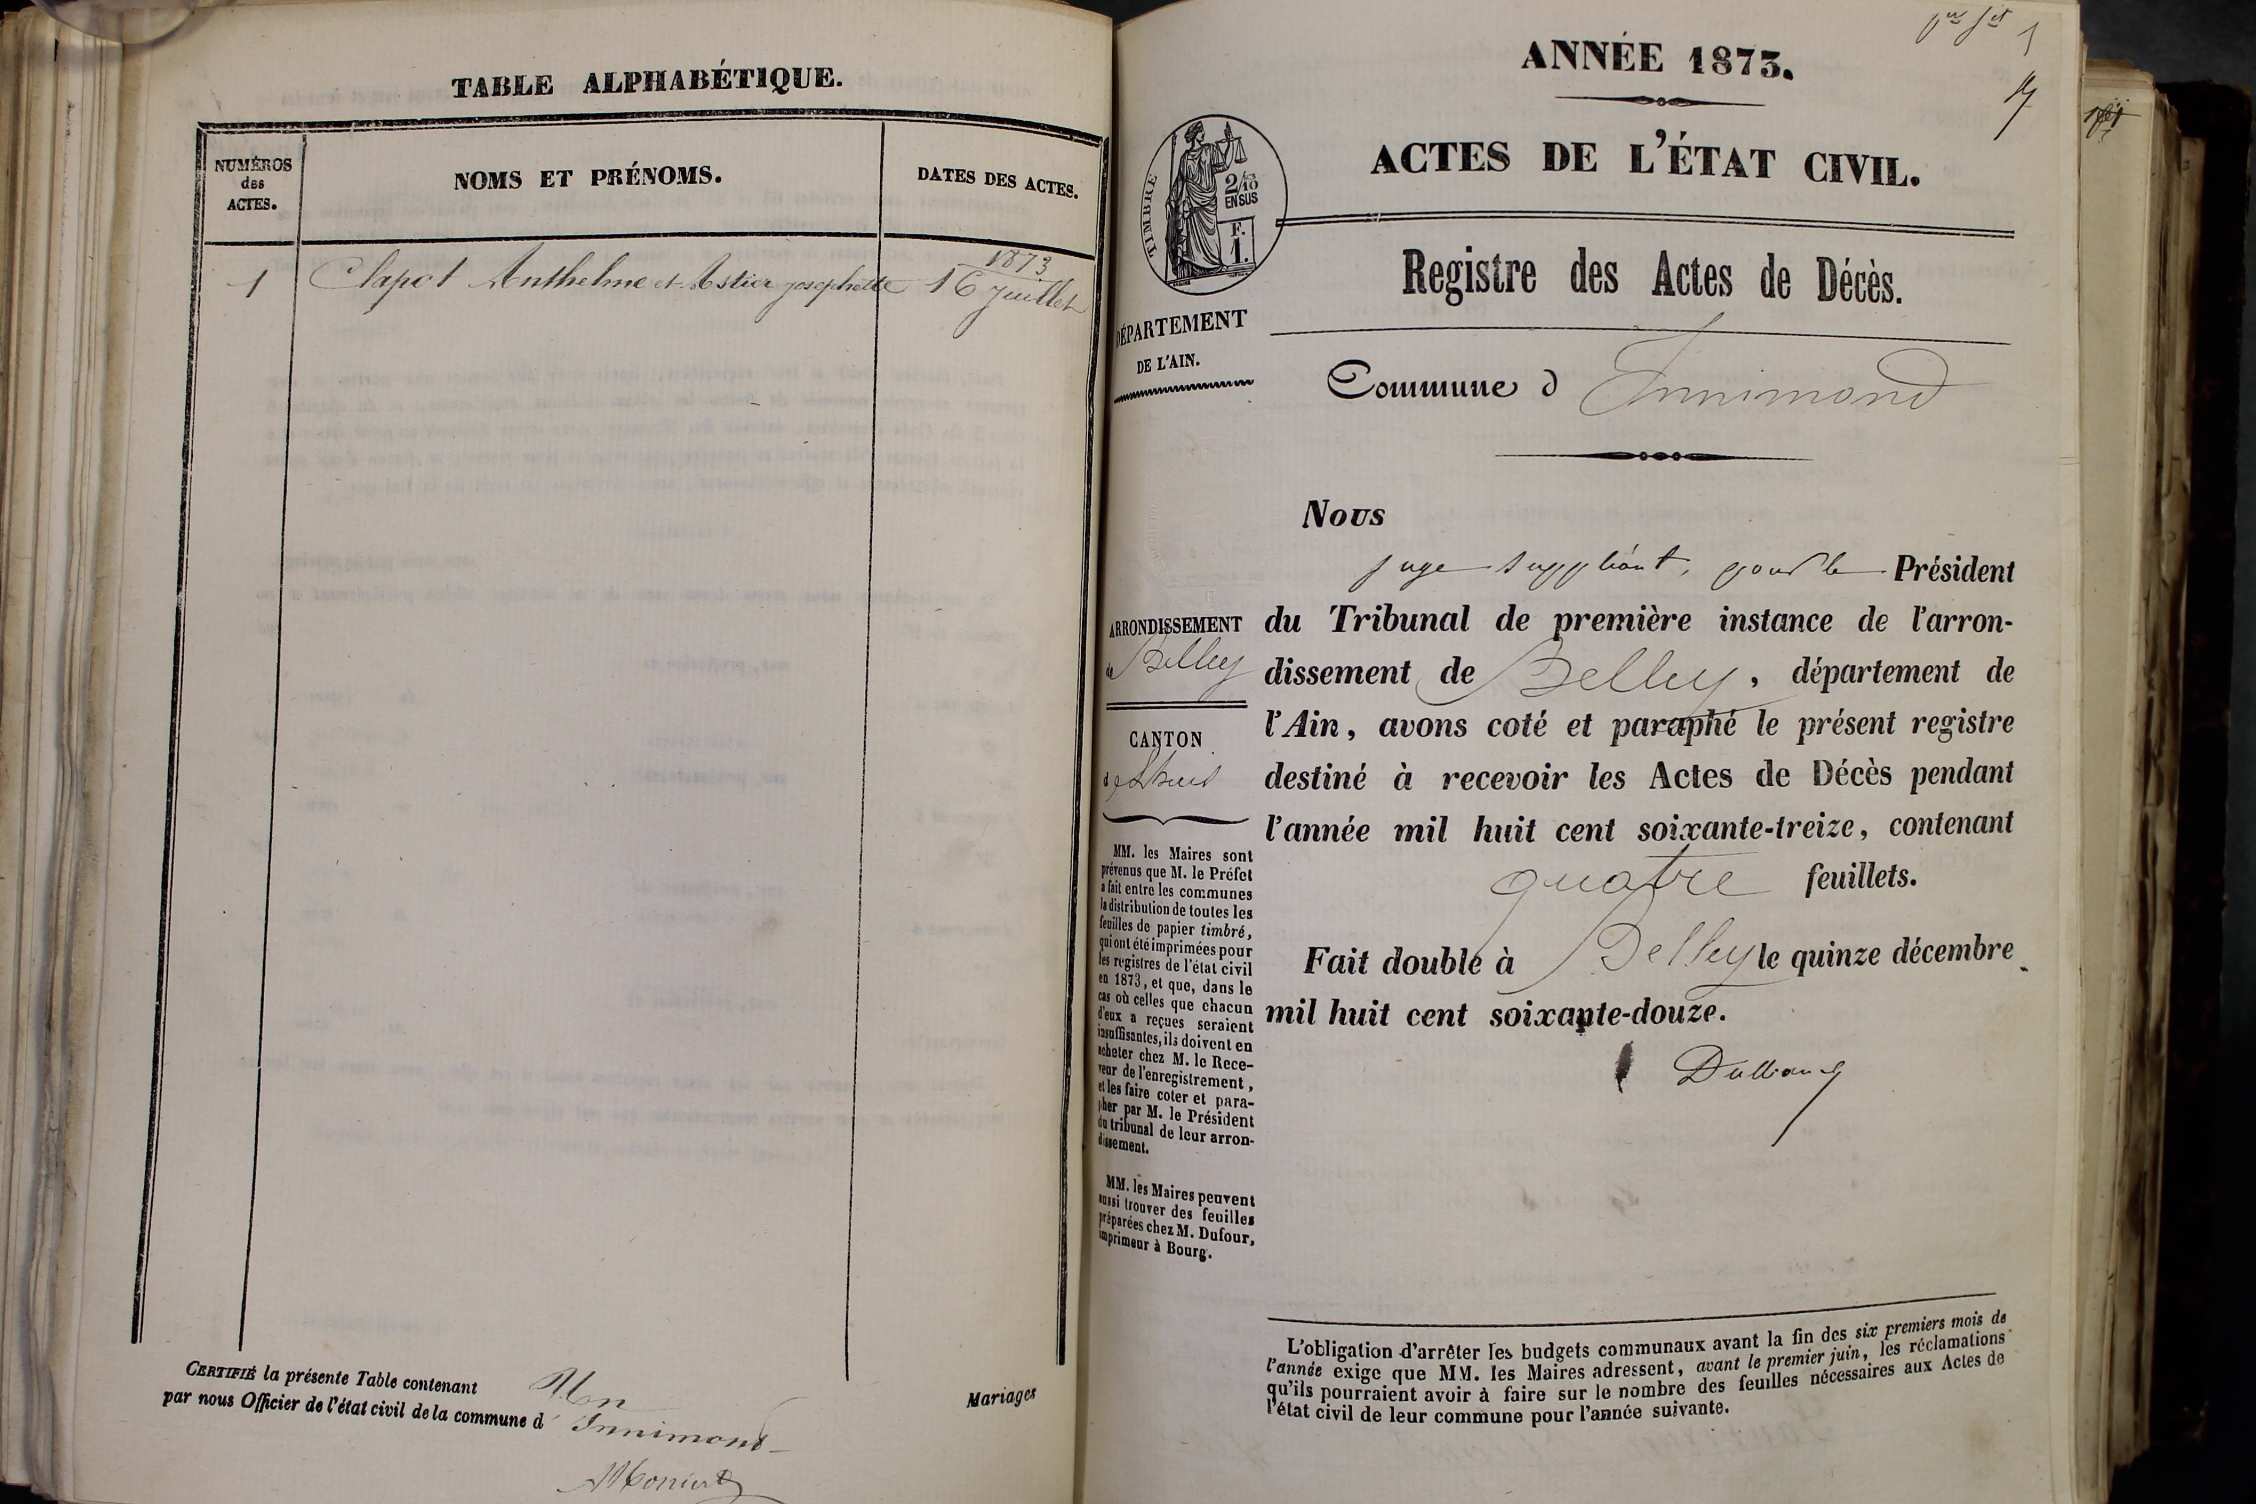 TABLE ALPHABÉTIQUE.
NUMÉROS
des
ACTES.
NOMS ET PRÉNOMS.
DATES DES ACTES.
1873
1 Clapot Anthelme et Astier josephette 16 juillet
CERTIFIÉ la présente Table contenant Un
par nous Officier de l'état civil de la commune d' Innimond
Mariages
ANNÉE 1873.
1
ACTES DE L'ÉTAT CIVIL.
TIMBRE
2/10
EN SUS
F.
1.
Registre des Actes de Décès.
DÉPARTEMENT
DE L'AIN.
Commune d Innimond
Nous
juge suppléant, pour le Président
du Tribunal de première instance de l'arron-
dissement de Belley, département de
l'Ain, avons coté et paraphé le présent registre
destiné à recevoir les Actes de Décès pendant
l'année mil huit cent soixante-treize, contenant
quatre feuillets.
Fait double à Belley le quinze décembre
mil huit cent soixante-douze.
ARRONDISSEMENT
de Belley
CANTON
de Lhuis
MM. les Maires sont
prévenus que M. le Préfet
a fait entre les communes
la distribution de toutes les
feuilles de papier timbré,
qui ont été imprimées pour
les registres de l'état civil
en 1873, et que, dans le
cas où celles que chacun
d'eux a reçues seraient
insuffisantes, ils doivent en
acheter chez M. le Rece-
veur de l'enregistrement,
et les faire coter et para-
pher par M. le Président
du tribunal de leur arron-
dissement.
MM. les Maires peuvent
aussi trouver des feuilles
préparées chez M. Dufour,
imprimeur à Bourg.
L'obligation d'arrêter les budgets communaux avant la fin des six premiers mois de
l'année exige que MM. les Maires adressent, avant le premier juin, les réclamations
qu'ils pourraient avoir à faire sur le nombre des feuilles nécessaires aux Actes de
l'état civil de leur commune pour l'année suivante.